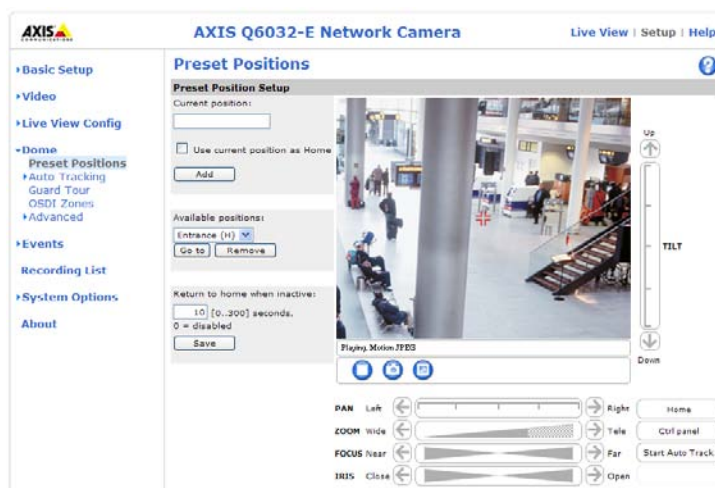 AXIS
COMMUNICATIONS
AXIS Q6032-E Network Camera
Live View | Setup | Help
Basic Setup
Video
Live View Config
Dome
Preset Positions
Auto Tracking
Guard Tour
OSDI Zones
Advanced
Events
Recording List
System Options
About
Preset Positions
?
Preset Position Setup
Current position:
Use current position as Home
Add
Available positions:
Entrance (H)
Go to Remove
Return to home when inactive:
10 [0..300] seconds.
0 = disabled
Save
Up
TILT
Down
Playing, Motion JPEG
PAN Left Right Home
ZOOM Wide Tele Ctrl panel
FOCUS Near Far Start Auto Track
IRIS Close Open